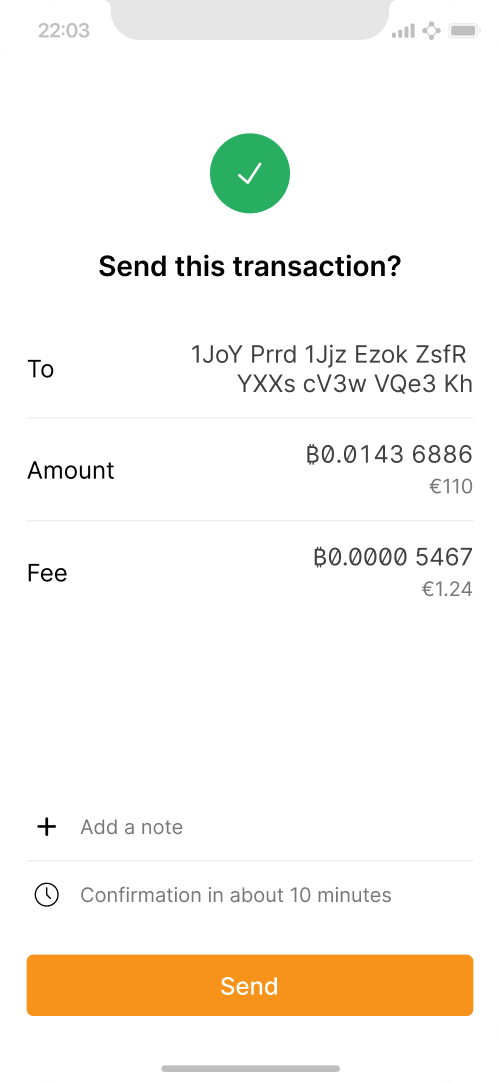 22:03
Send this transaction?
To
1JoY Prrd 1Jjz Ezok ZsfR
YXXs cV3w VQe3 Kh
Amount
₿0.0143 6886
€110
Fee
₿0.0000 5467
€1.24
Add a note
Confirmation in about 10 minutes
Send